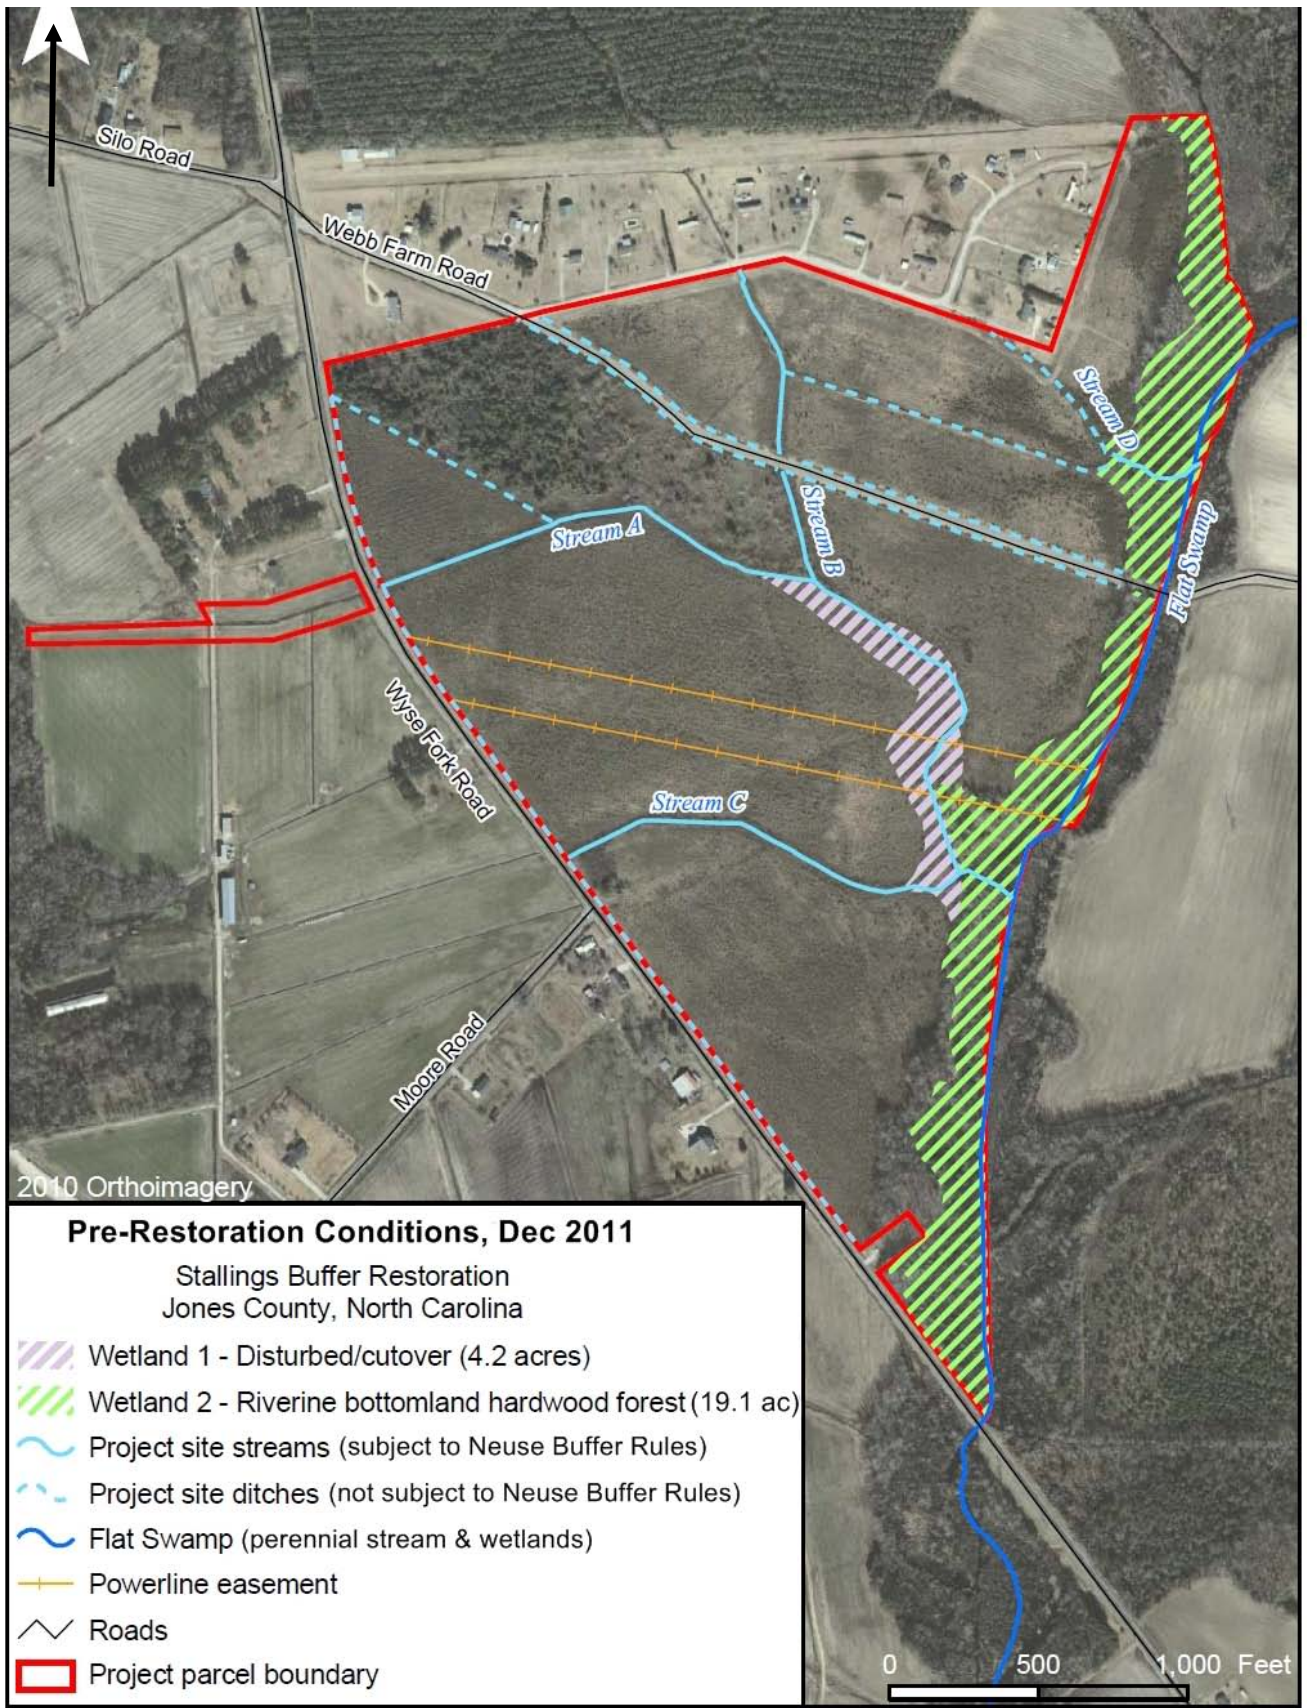 Silo Road
Webb Farm Road
Stream D
Stream B
Stream A
Flat Swamp
Wyse Fork Road
Stream C
Moore Road
2010 Orthoimagery
Pre-Restoration Conditions, Dec 2011
Stallings Buffer Restoration
Jones County, North Carolina
Wetland 1 - Disturbed/cutover (4.2 acres)
Wetland 2 - Riverine bottomland hardwood forest (19.1 ac)
Project site streams (subject to Neuse Buffer Rules)
Project site ditches (not subject to Neuse Buffer Rules)
Flat Swamp (perennial stream & wetlands)
Powerline easement
Roads
Project parcel boundary
0 500 1,000 Feet